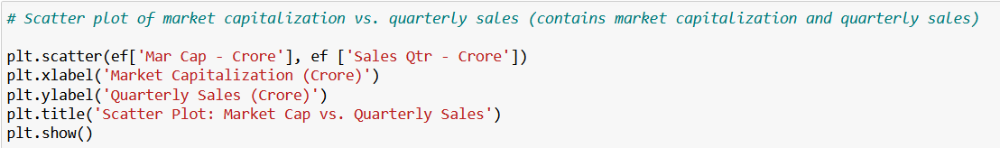 # Scatter plot of market capitalization vs. quarterly sales (contains market capitalization and quarterly sales)
plt.scatter(ef['Mar Cap - Crore'], ef ['Sales Qtr - Crore'])
plt.xlabel('Market Capitalization (Crore)')
plt.ylabel('Quarterly Sales (Crore)')
plt.title('Scatter Plot: Market Cap vs. Quarterly Sales')
plt.show()